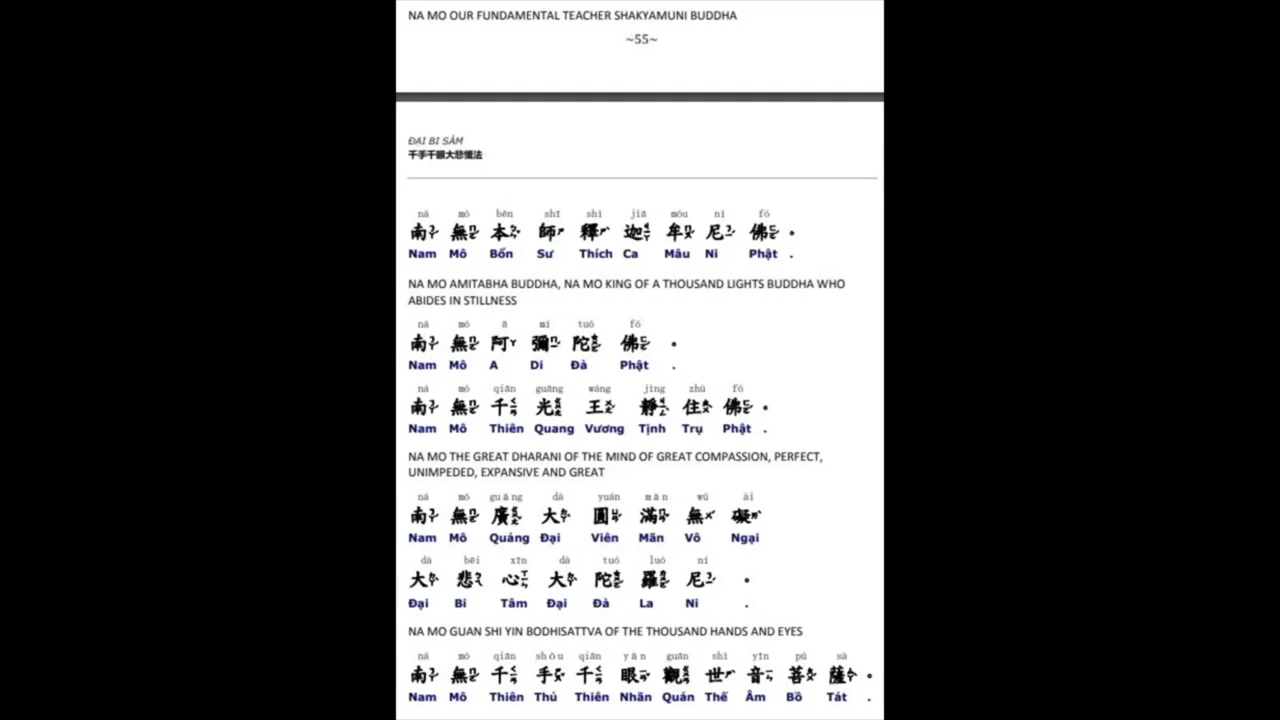 NA MO OUR FUNDAMENTAL TEACHER SHAKYAMUNI BUDDHA
~55~
ĐẠI BI SÁM
千手千眼大悲懺法
ná mó běn shī shì jiā móu ní fó
南無本師釋迦牟尼佛。
Nam Mô Bổn Sư Thích Ca Mâu Ni Phật .
NA MO AMITABHA BUDDHA, NA MO KING OF A THOUSAND LIGHTS BUDDHA WHO
ABIDES IN STILLNESS
ná mó ā mí tuó fó
南無阿彌陀佛。
Nam Mô A Di Đà Phật .
ná mó qiān guāng wáng jìng zhù fó
南無千光王靜住佛。
Nam Mô Thiên Quang Vương Tịnh Trụ Phật .
NA MO THE GREAT DHARANI OF THE MIND OF GREAT COMPASSION, PERFECT,
UNIMPEDED, EXPANSIVE AND GREAT
ná mó guǎng dà yuán mǎn wú ài
南無廣大圓滿無礙
Nam Mô Quảng Đại Viên Mãn Vô Ngại
dà bēi xīn dà tuó luó ní
大悲心大陀羅尼。
Đại Bi Tâm Đại Đà La Ni .
NA MO GUAN SHI YIN BODHISATTVA OF THE THOUSAND HANDS AND EYES
ná mó qiān shǒu qiān yǎn guān shì yīn pú sà
南無千手千眼觀世音菩薩。
Nam Mô Thiên Thủ Thiên Nhãn Quán Thế Âm Bồ Tát .